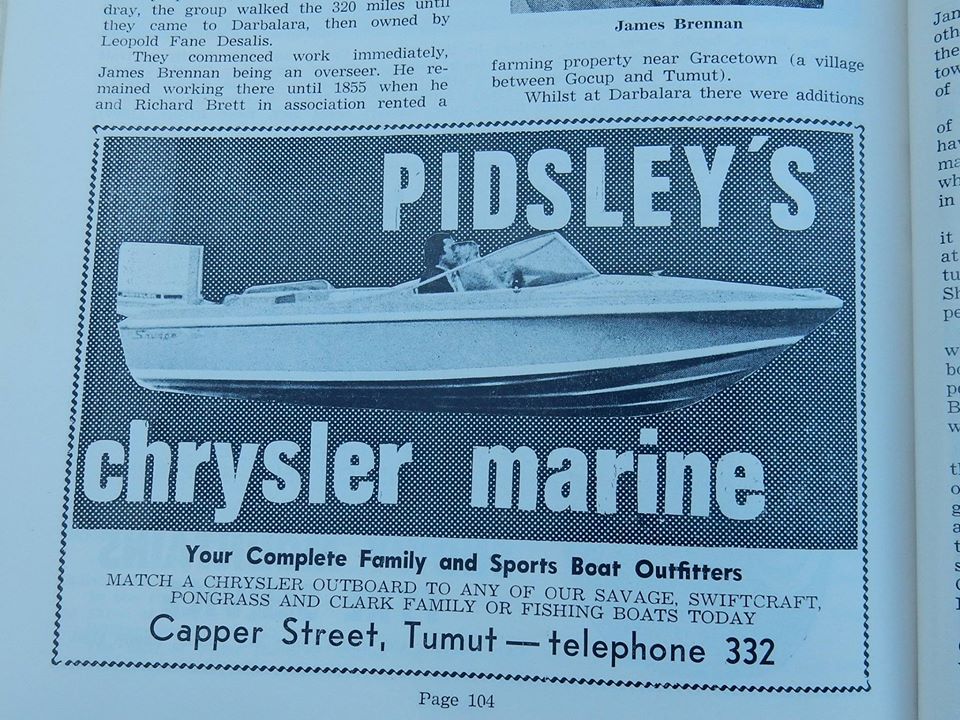 dray, the group walked the 320 miles until
they came to Darbalara, then owned by
Leopold Fane Desalis.
They commenced work immediately,
James Brennan being an overseer. He re-
mained working there until 1855 when he
and Richard Brett in association rented a
James Brennan
farming property near Gracetown (a village
between Gocup and Tumut).
Whilst at Darbalara there were additions
PIDSLEY'S
Savage
chrysler marine
Your Complete Family and Sports Boat Outfitters
MATCH A CHRYSLER OUTBOARD TO ANY OF OUR SAVAGE, SWIFTCRAFT,
PONGRASS AND CLARK FAMILY OR FISHING BOATS TODAY
Capper Street, Tumut — telephone 332
Page 104